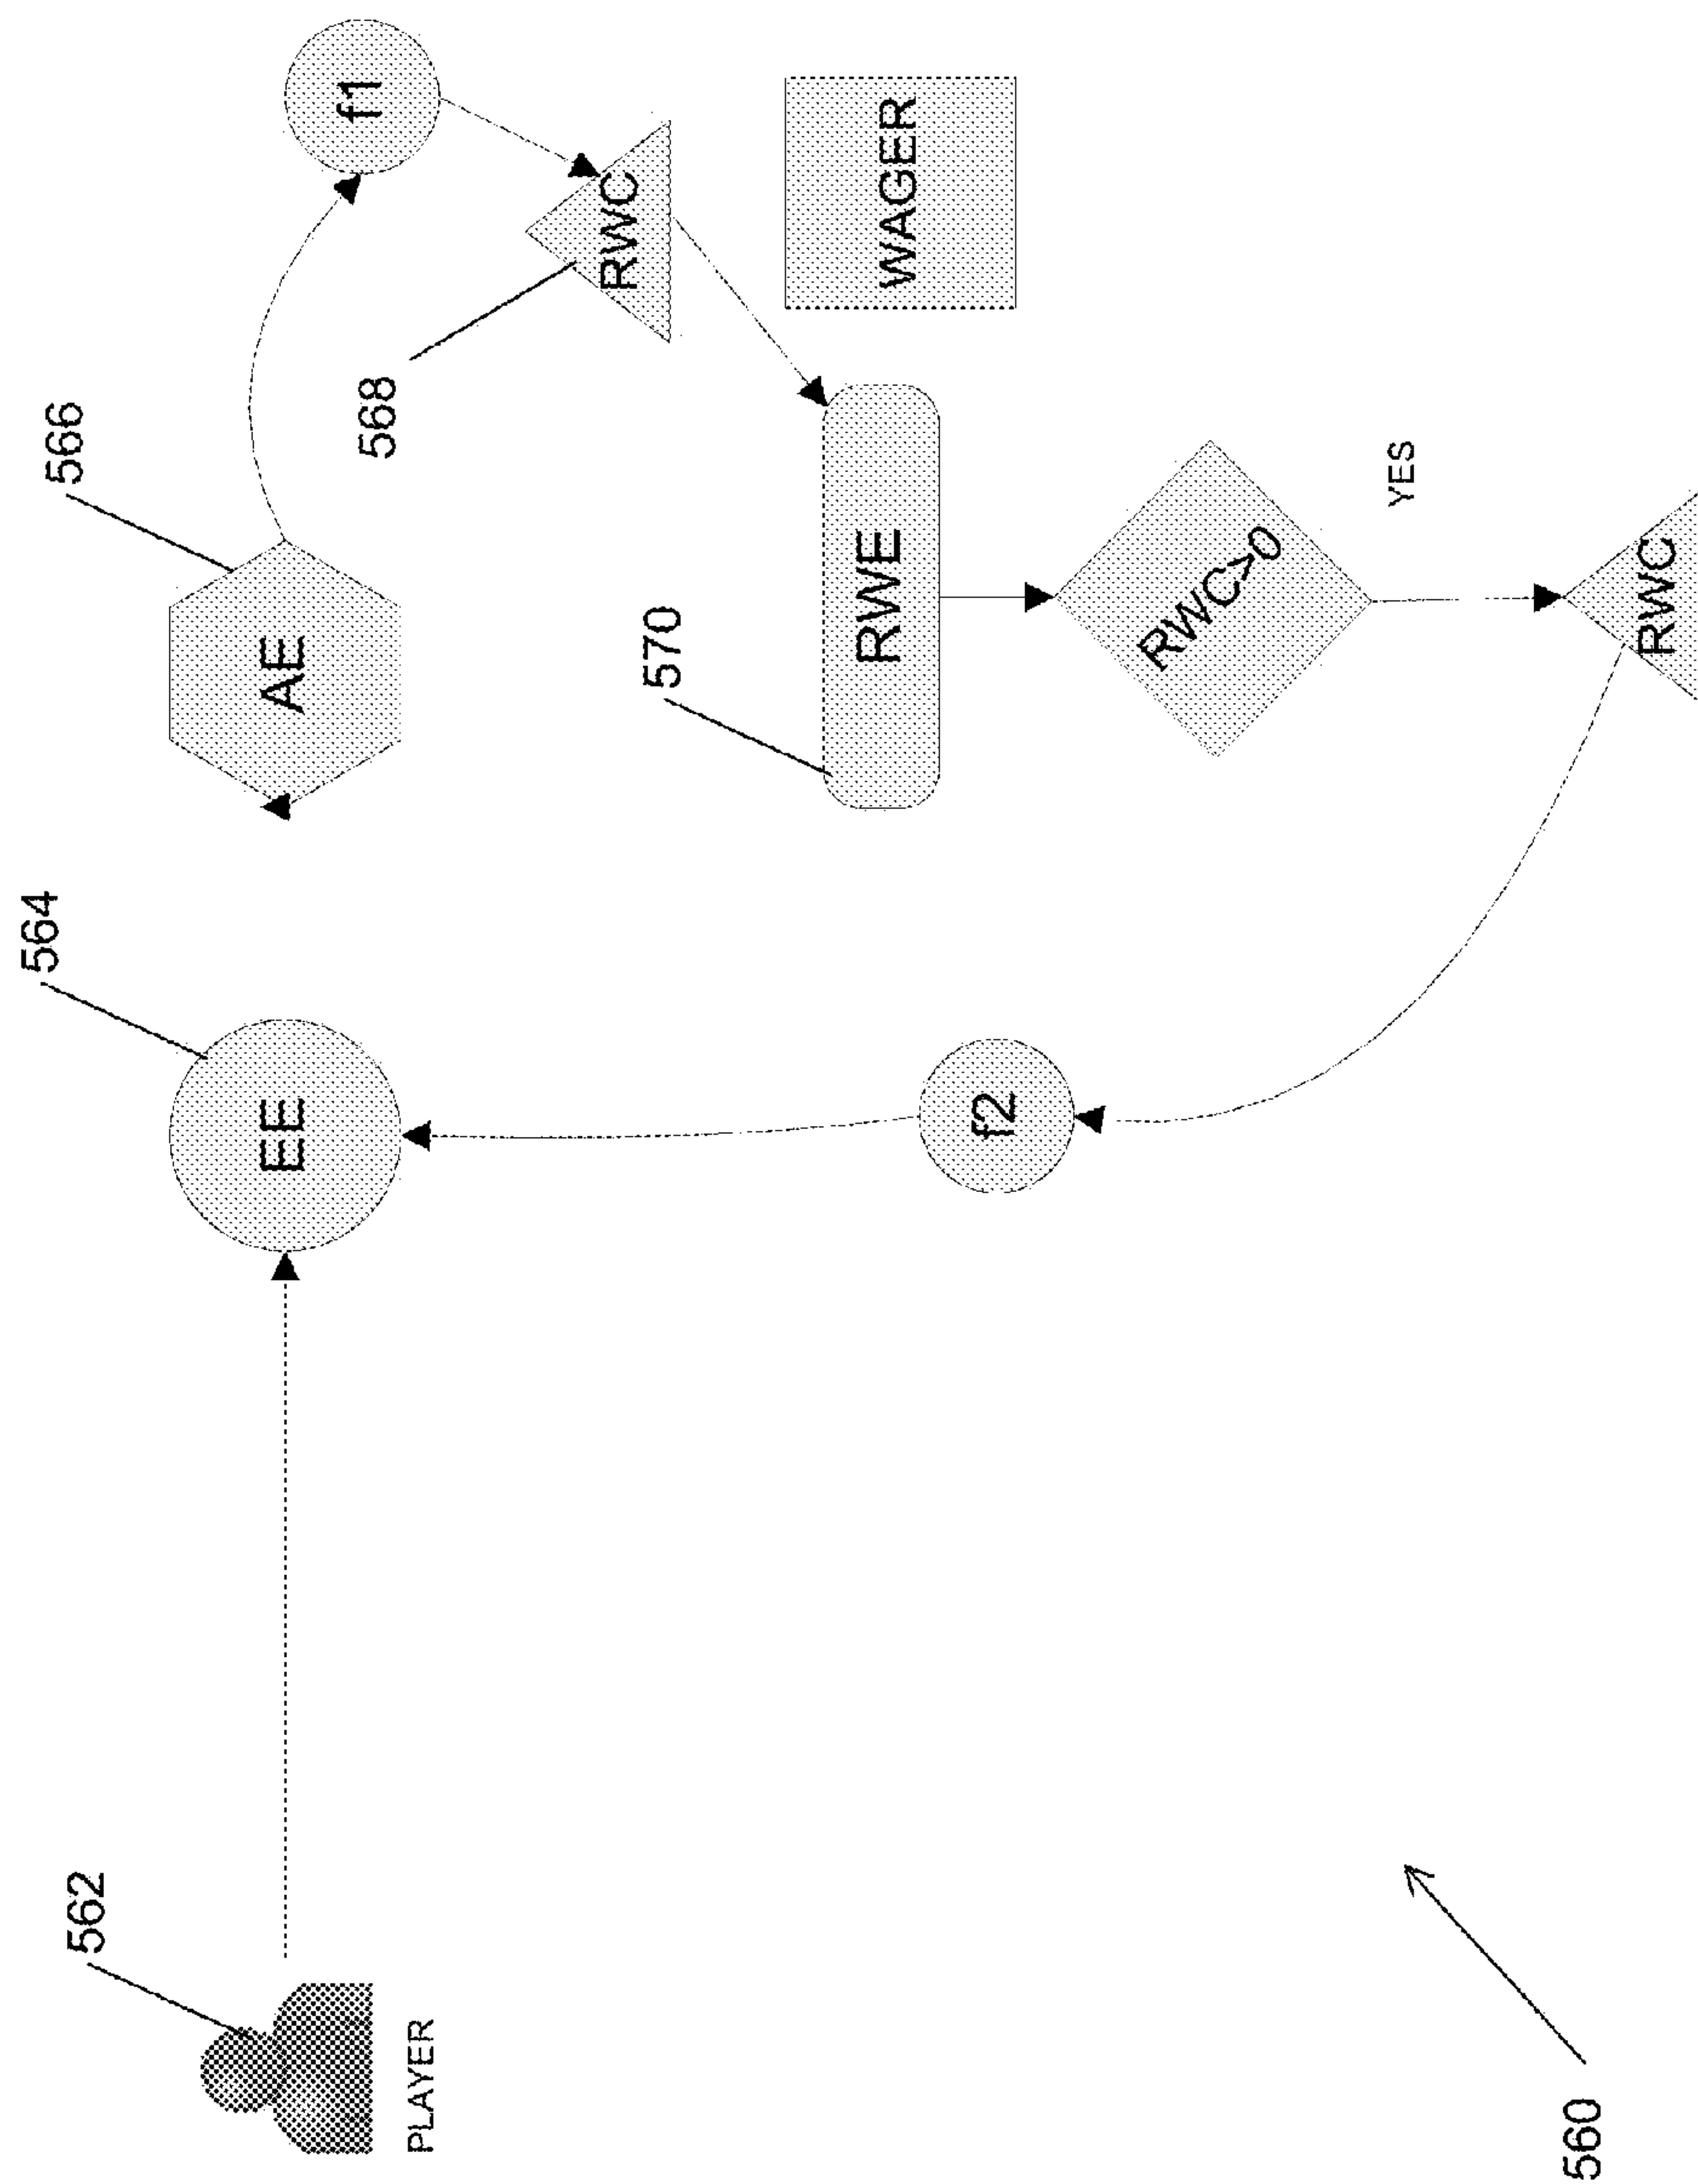 562
564
566
PLAYER
EE
AE
f1
568
RWC
570
RWE
WAGER
f2
RWC>0
YES
RWC
560